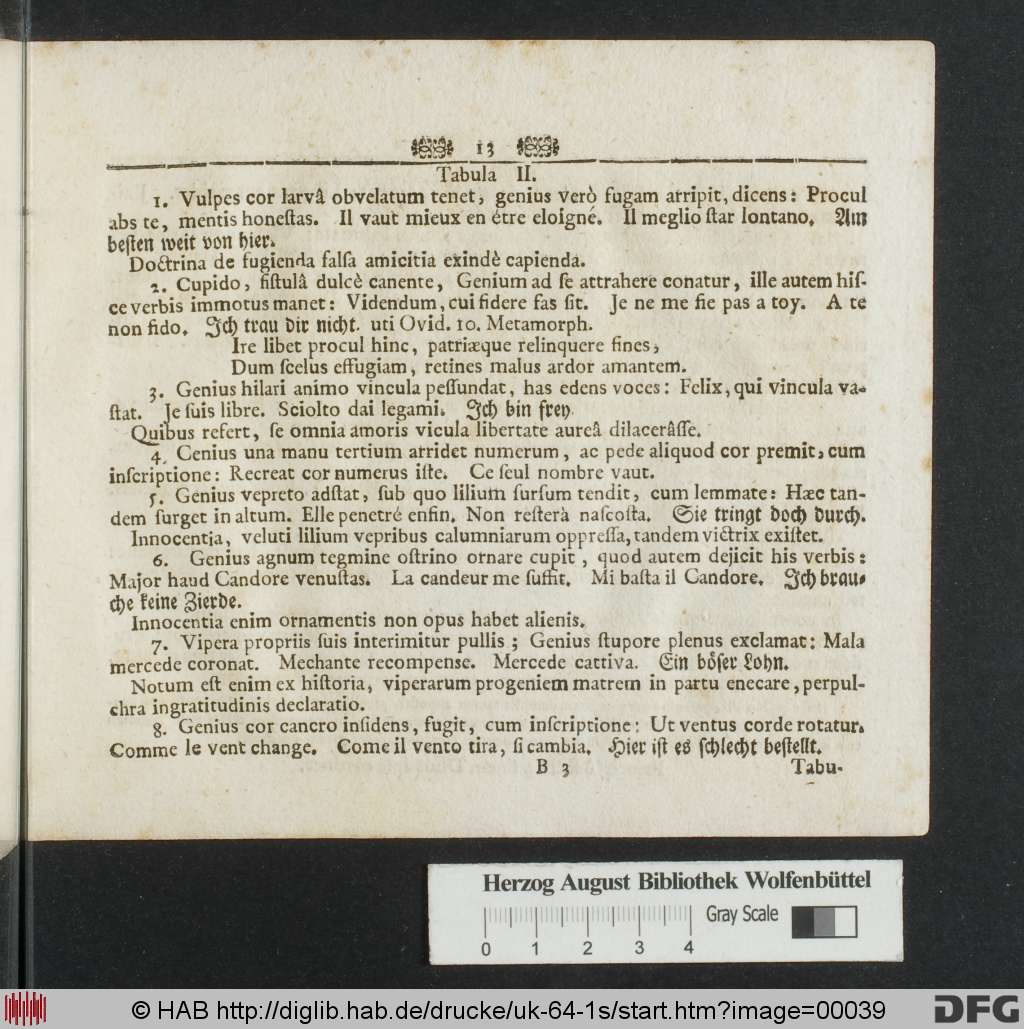 13
Tabula II.
1. Vulpes cor larvâ obvelatum tenet, genius verò fugam arripit, dicens: Procul
abs te, mentis honeſtas. Il vaut mieux en étre eloigné. Il meglio ſtar lontano. Am
beſten weit von hier.
Doctrina de fugienda falſa amicitia exindè capienda.
2. Cupido, fiſtulâ dulcè canente, Genium ad ſe attrahere conatur, ille autem hiſ-
ce verbis immotus manet: Videndum, cui fidere fas ſit. Je ne me fie pas a toy. A te
non fido. Ich trau dir nicht. uti Ovid. 10. Metamorph.
Ire libet procul hinc, patriæque relinquere fines,
Dum ſcelus effugiam, retines malus ardor amantem.
3. Genius hilari animo vincula peſſundat, has edens voces: Felix, qui vincula va-
ſtat. Je ſuis libre. Sciolto dai legami. Ich bin frey.
Quibus refert, ſe omnia amoris vicula libertate aureâ dilacerâſſe.
4. Genius una manu tertium arridet numerum, ac pede aliquod cor premit, cum
inſcriptione: Recreat cor numerus iſte. Ce ſeul nombre vaut.
5. Genius vepreto adſtat, ſub quo lilium ſurſum tendit, cum lemmate: Hæc tan-
dem ſurget in altum. Elle penetré enfin. Non reſterà naſcoſta. Sie tringt doch durch.
Innocentia, veluti lilium vepribus calumniarum oppreſſa, tandem victrix exiſtet.
6. Genius agnum tegmine oſtrino ornare cupit, quod autem dejicit his verbis:
Major haud Candore venuſtas. La candeur me ſuffit. Mi baſta il Candore. Ich brau-
che keine Zierde.
Innocentia enim ornamentis non opus habet alienis.
7. Vipera propriis ſuis interimitur pullis; Genius ſtupore plenus exclamat: Mala
mercede coronat. Mechante recompense. Mercede cattiva. Ein böſer Lohn.
Notum eſt enim ex hiſtoria, viperarum progeniem matrem in partu enecare, perpul-
chra ingratitudinis declaratio.
8. Genius cor cancro inſidens, fugit, cum inſcriptione: Ut ventus corde rotatur.
Comme le vent change. Come il vento tira, ſi cambia. Hier iſt es ſchlecht beſtellt.
B 3 Tabu-
Herzog August Bibliothek Wolfenbüttel
Gray Scale
0 1 2 3 4
© HAB http://diglib.hab.de/drucke/uk-64-1s/start.htm?image=00039
DFG